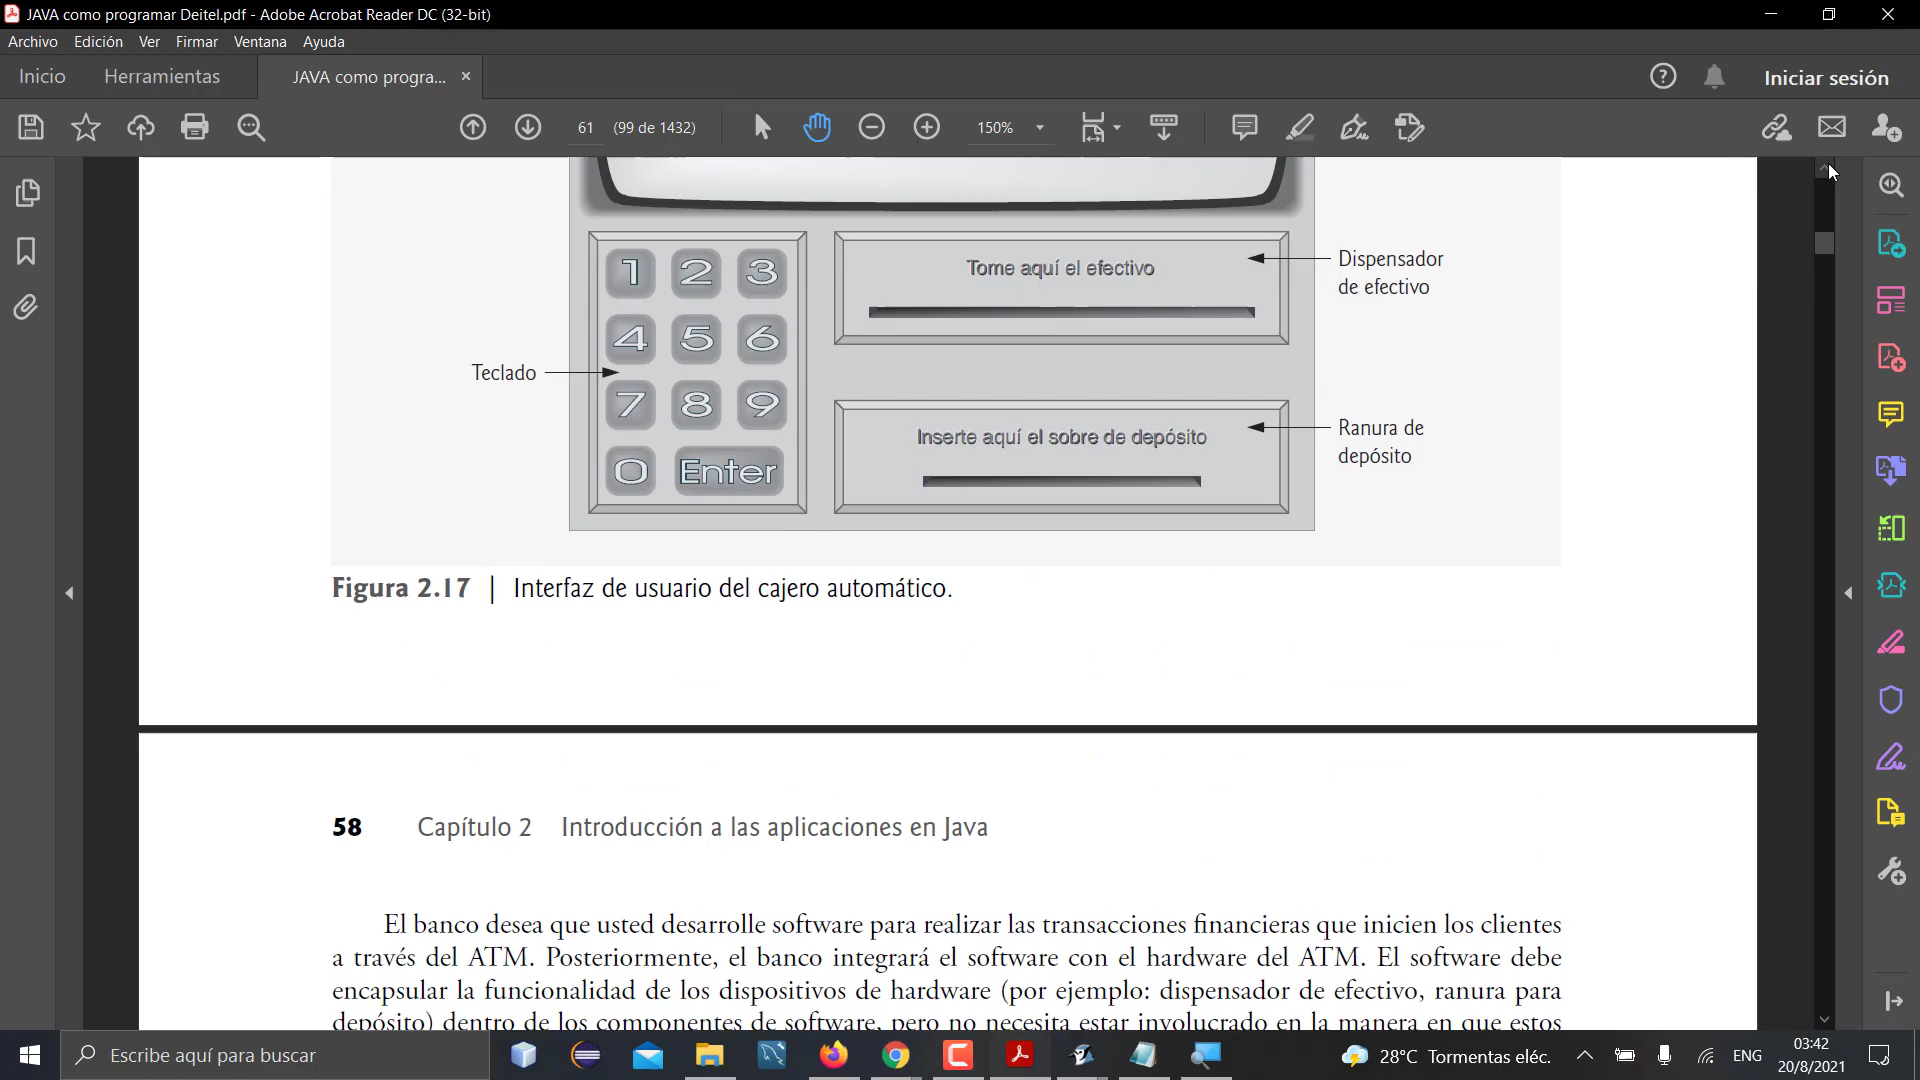 JAVA como programar Deitel.pdf - Adobe Acrobat Reader DC (32-bit)
Archivo Edición Ver Firmar Ventana Ayuda
Inicio Herramientas JAVA como progra... × Iniciar sesión
61 (99 de 1432) 150%
Tome aquí el efectivo
Dispensador
de efectivo
1 2 3
4 5 6
Teclado
7 8 9
0 Enter
Inserte aquí el sobre de depósito
Ranura de
depósito
Figura 2.17 | Interfaz de usuario del cajero automático.
58 Capítulo 2 Introducción a las aplicaciones en Java
El banco desea que usted desarrolle software para realizar las transacciones financieras que inicien los clientes
a través del ATM. Posteriormente, el banco integrará el software con el hardware del ATM. El software debe
encapsular la funcionalidad de los dispositivos de hardware (por ejemplo: dispensador de efectivo, ranura para
depósito) dentro de los componentes de software, pero no necesita estar involucrado en la manera en que estos
Escribe aquí para buscar
28°C Tormentas eléc.
ENG
03:42
20/8/2021